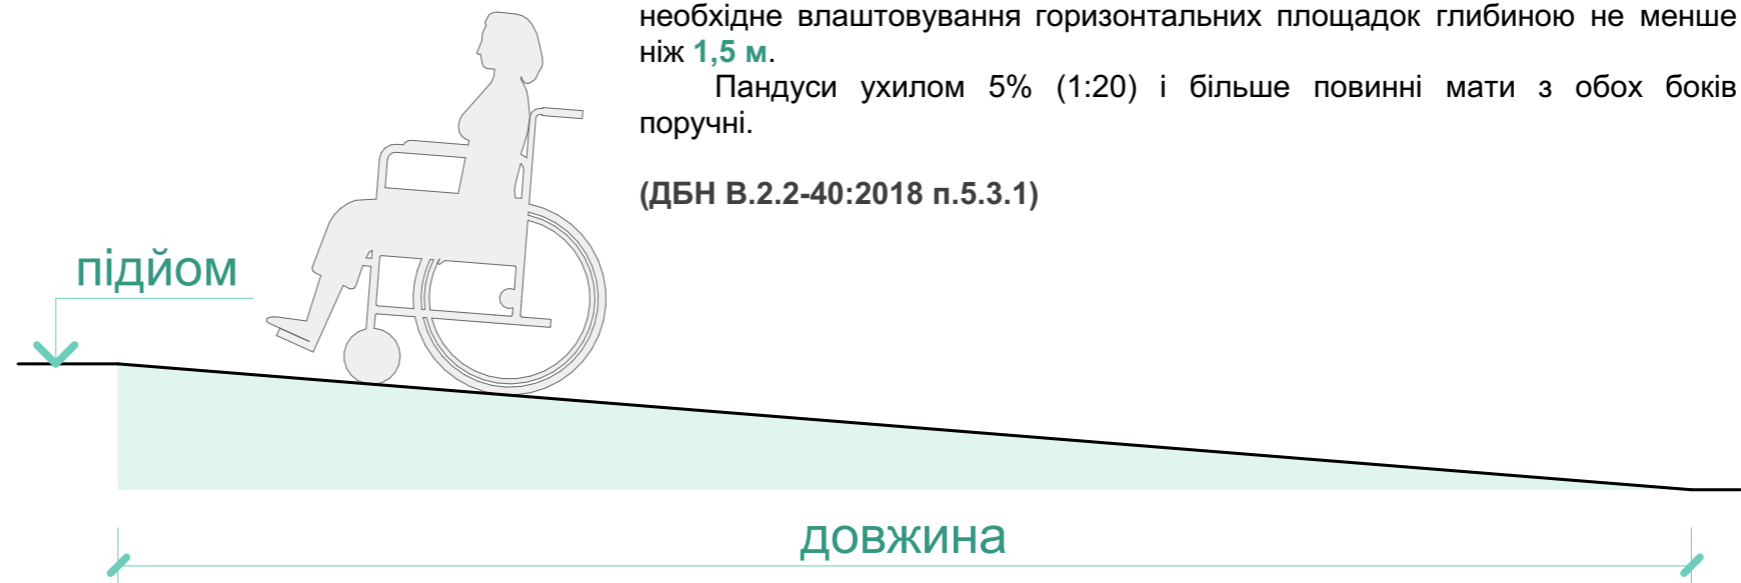 необхідне влаштовування горизонтальних площадок глибиною не менше
ніж 1,5 м.
Пандуси ухилом 5% (1:20) і більше повинні мати з обох боків
поручні.
(ДБН В.2.2-40:2018 п.5.3.1)
підйом
довжина